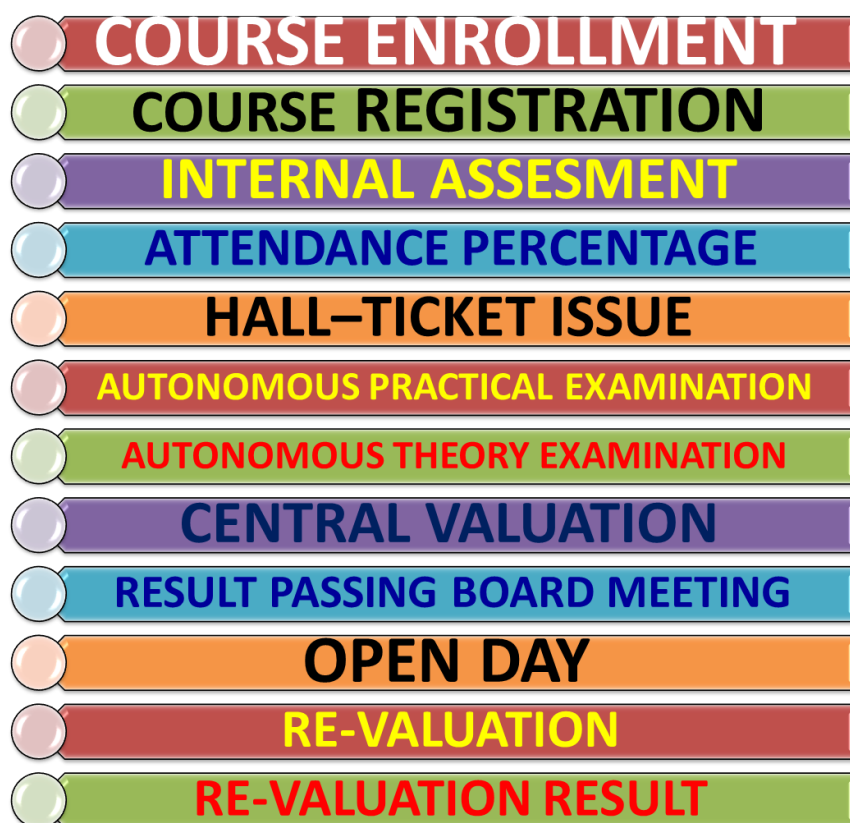 COURSE ENROLLMENT
COURSE REGISTRATION
INTERNAL ASSESMENT
ATTENDANCE PERCENTAGE
HALL–TICKET ISSUE
AUTONOMOUS PRACTICAL EXAMINATION
AUTONOMOUS THEORY EXAMINATION
CENTRAL VALUATION
RESULT PASSING BOARD MEETING
OPEN DAY
RE-VALUATION
RE-VALUATION RESULT